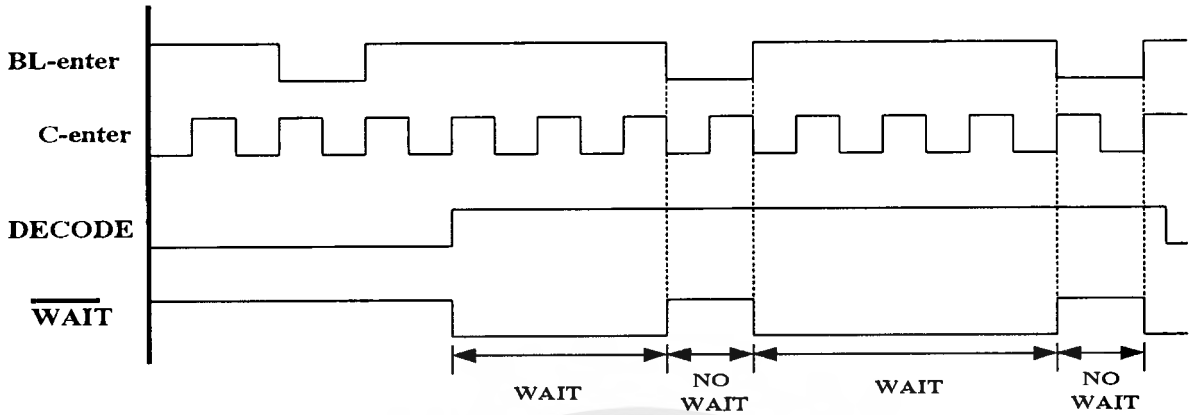 BL-enter
C-enter
DECODE
WAIT
WAIT
NO
WAIT
WAIT
NO
WAIT